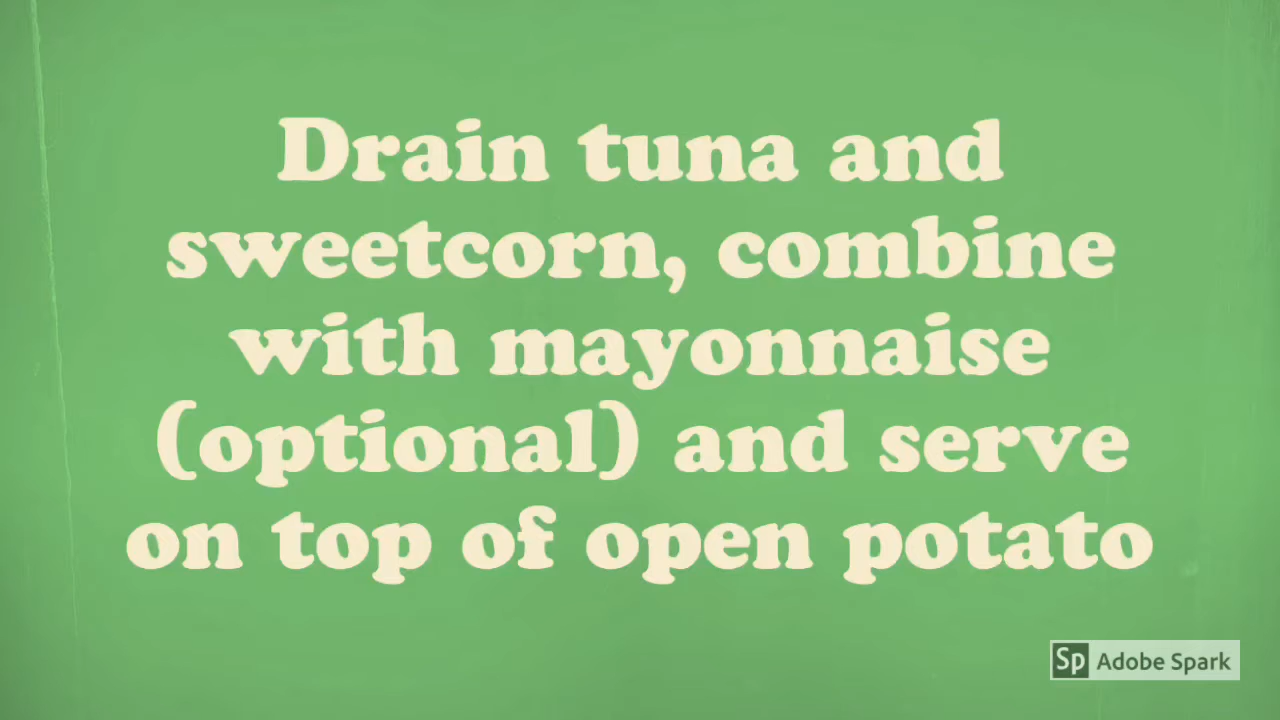 Drain tuna and
sweetcorn, combine
with mayonnaise
(optional) and serve
on top of open potato
Sp Adobe Spark